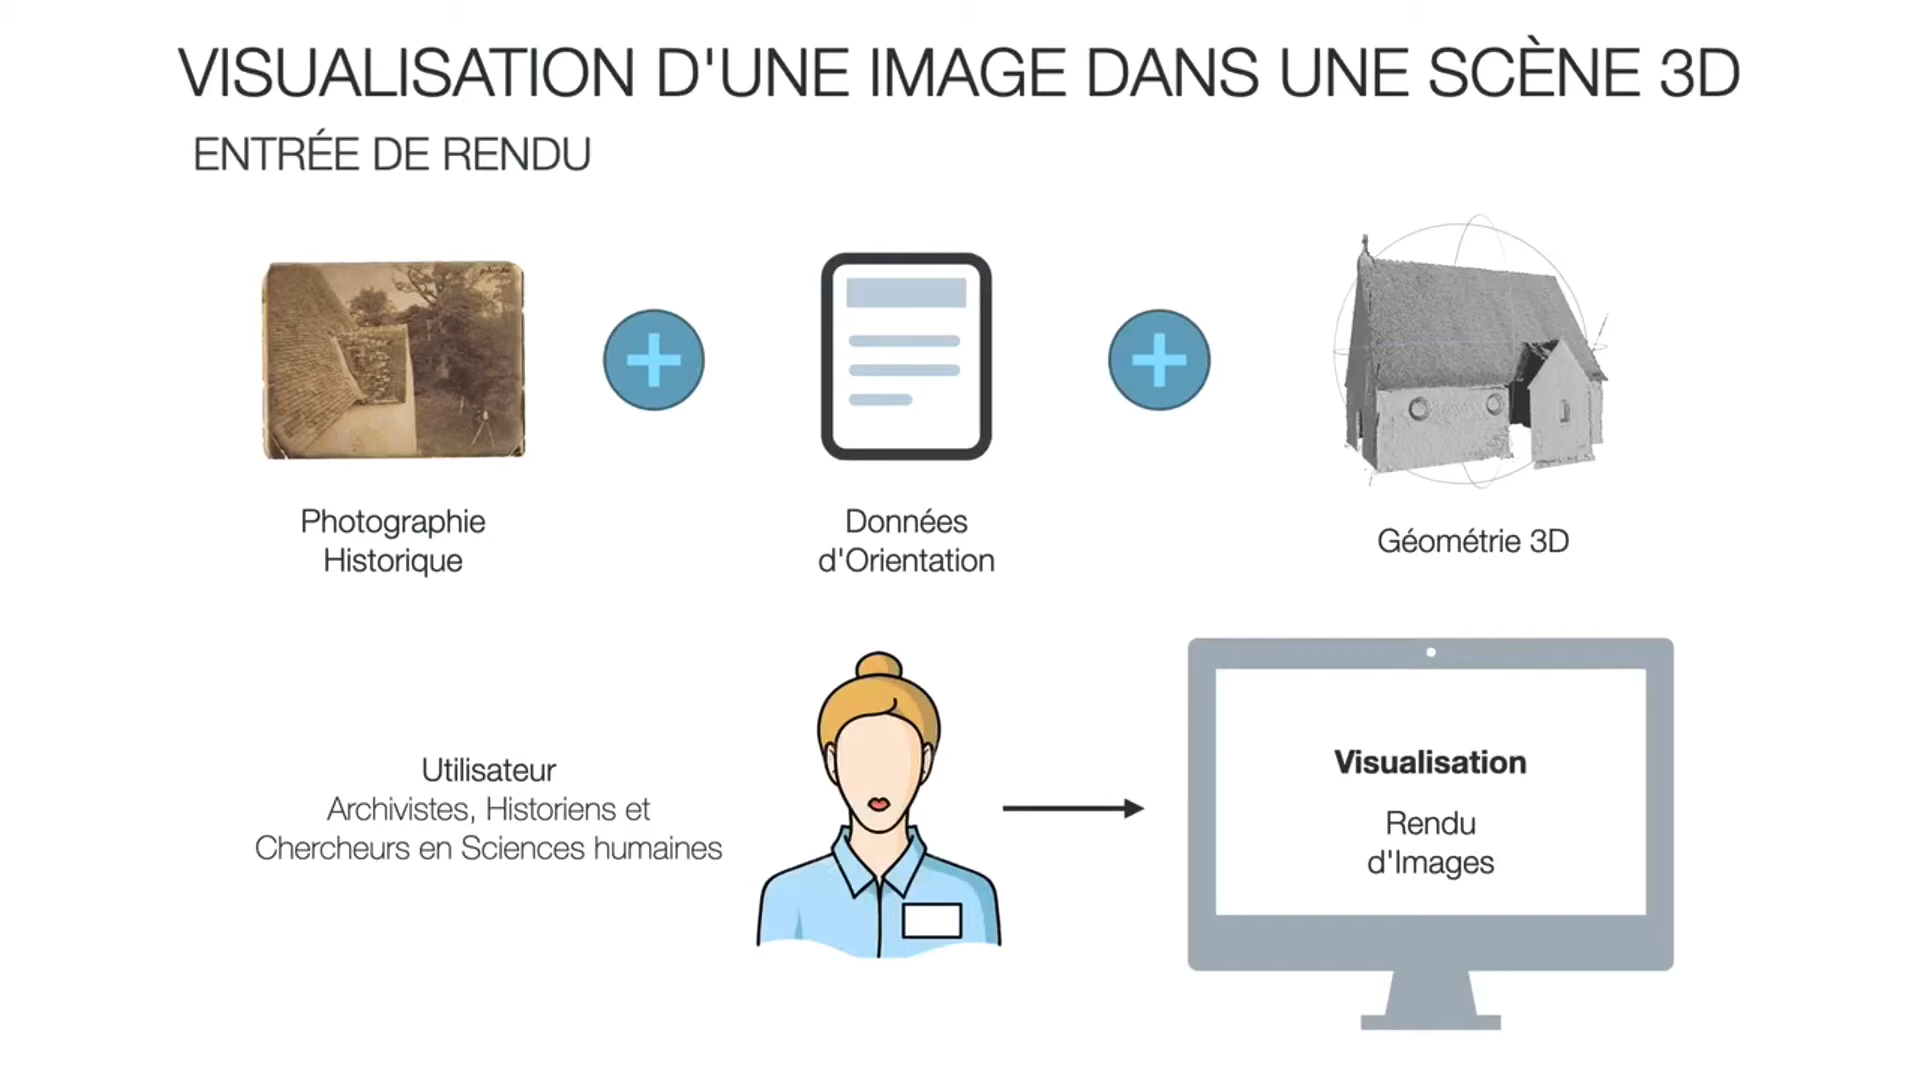 VISUALISATION D'UNE IMAGE DANS UNE SCÈNE 3D
ENTRÉE DE RENDU
Photographie
Historique
Données
d'Orientation
Géométrie 3D
Utilisateur
Archivistes, Historiens et
Chercheurs en Sciences humaines
Visualisation
Rendu
d'Images